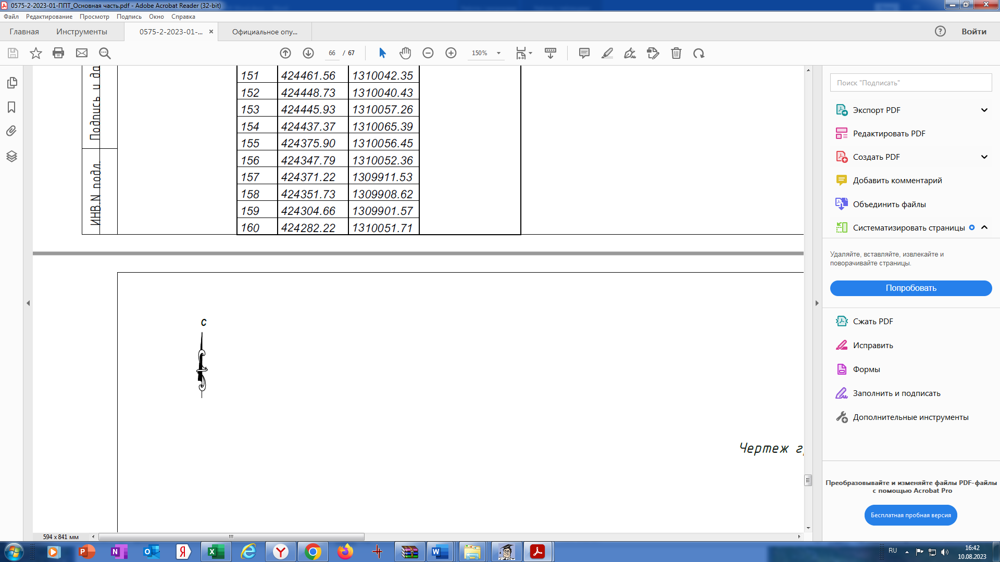 0575-2-2023-01-ППТ_Основная часть.pdf - Adobe Acrobat Reader (32-bit)
Файл Редактирование Просмотр Подпись Окно Справка
Главная Инструменты 0575-2-2023-01-... × Официальное опу... Войти
66 / 67 150%
151 424461.56 1310042.35
152 424448.73 1310040.43
153 424445.93 1310057.26
154 424437.37 1310065.39
155 424375.90 1310056.45
156 424347.79 1310052.36
157 424371.22 1309911.53
158 424351.73 1309908.62
159 424304.66 1309901.57
160 424282.22 1310051.71
Подпись и да
ИНВ.N подл.
С
Чертеж г
594 x 841 мм
Поиск "Подписать"
Экспорт PDF
Редактировать PDF
Создать PDF
Добавить комментарий
Объединить файлы
Систематизировать страницы
Удаляйте, вставляйте, извлекайте и
поворачивайте страницы.
Попробовать
Сжать PDF
Исправить
Формы
Заполнить и подписать
Дополнительные инструменты
Преобразовывайте и изменяйте файлы PDF-файлы
с помощью Acrobat Pro
Бесплатная пробная версия
RU
16:42
10.08.2023